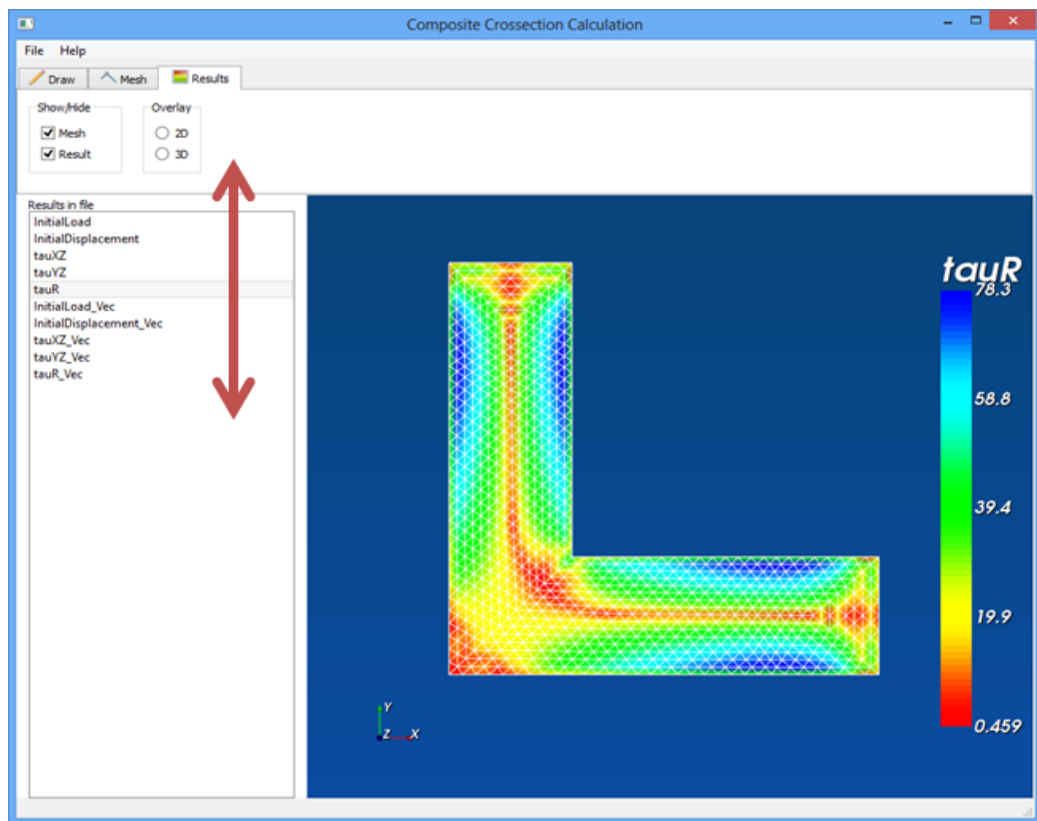 Composite Crossection Calculation
File Help
Draw Mesh Results
Show/Hide Overlay
Mesh 2D
Result 3D
Results in file
InitialLoad
InitialDisplacement
tauXZ
tauYZ
tauR
InitialLoad_Vec
InitialDisplacement_Vec
tauXZ_Vec
tauYZ_Vec
tauR_Vec
tauR
78.3
58.8
39.4
19.9
0.459
Y
Z X